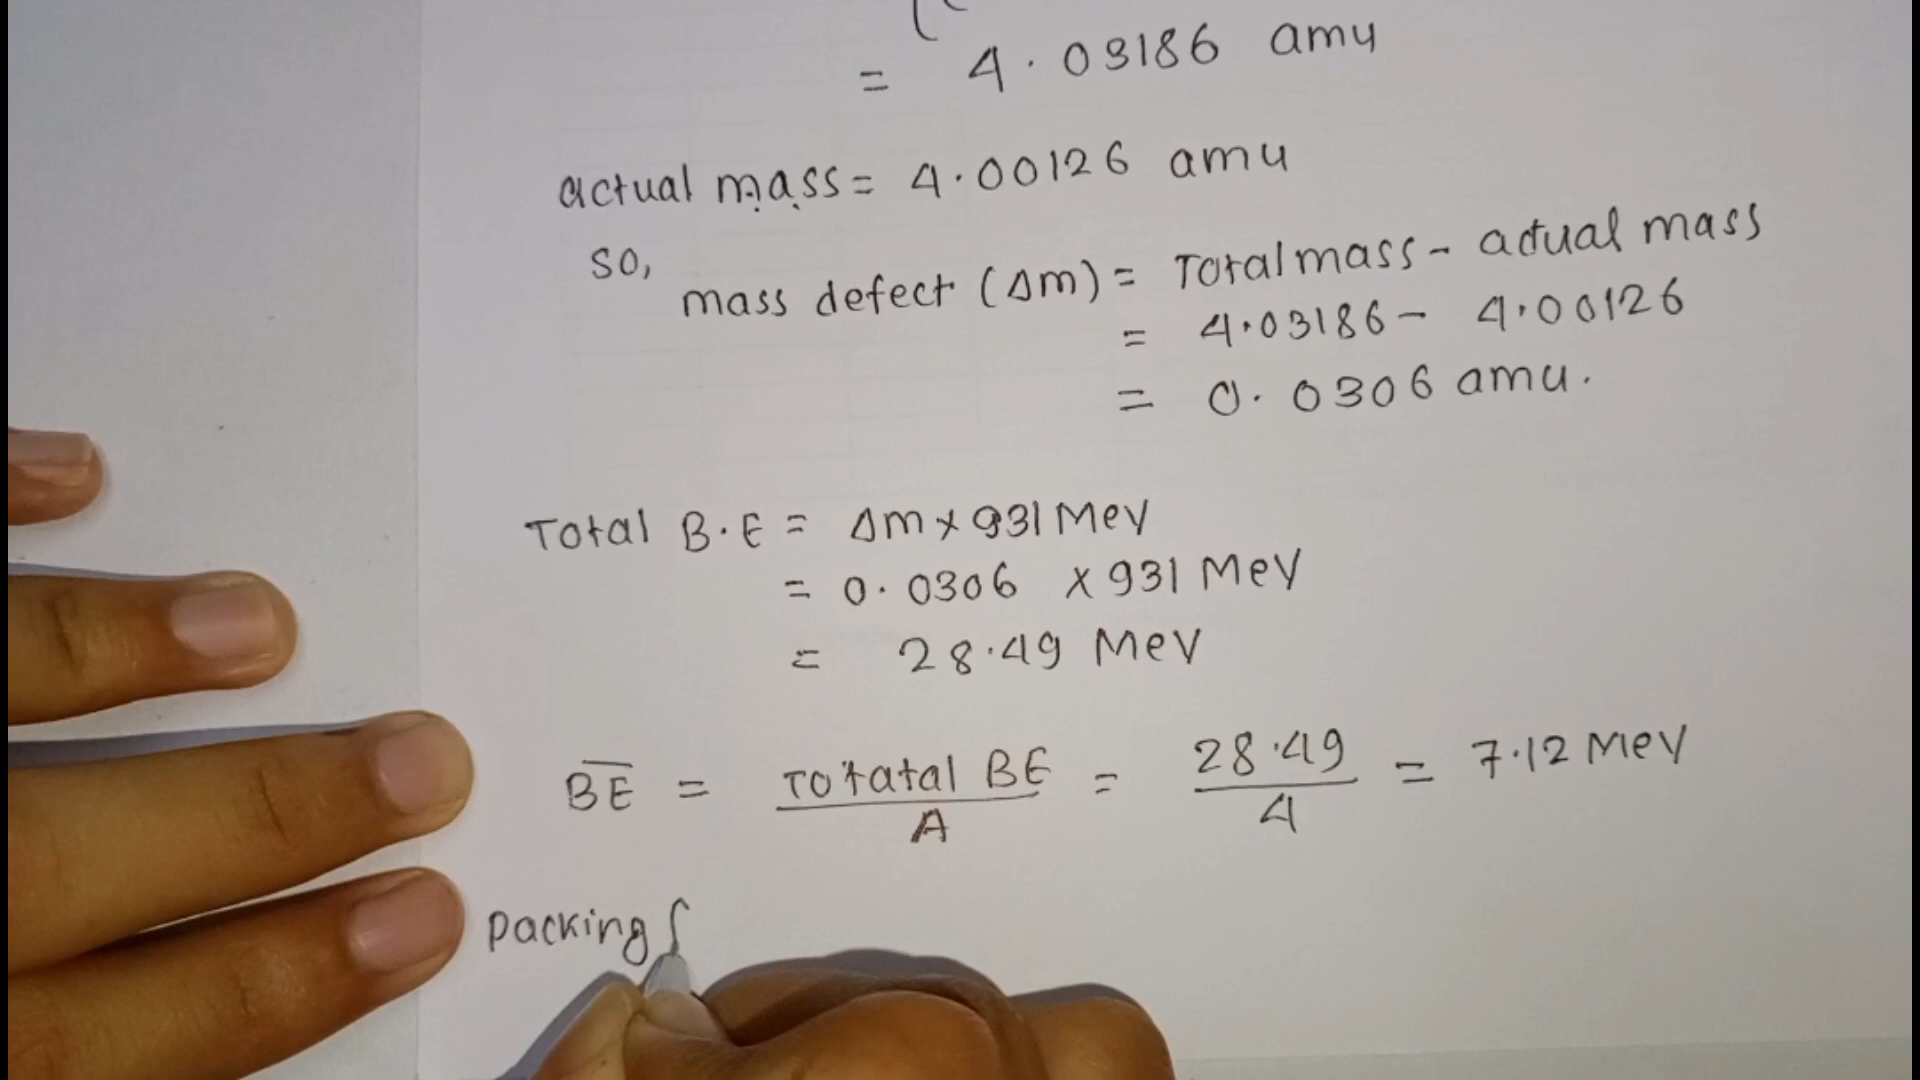 = 4.03186 amu
actual mass = 4.00126 amu
so,
mass defect (Δm) = Total mass - actual mass
= 4.03186 - 4.00126
= 0.0306 amu.
Total B.E = Δm x 931 MeV
= 0.0306 x 931 MeV
= 28.49 MeV
B̅E̅ = Totatal BE / A = 28.49 / 4 = 7.12 MeV
Packing f